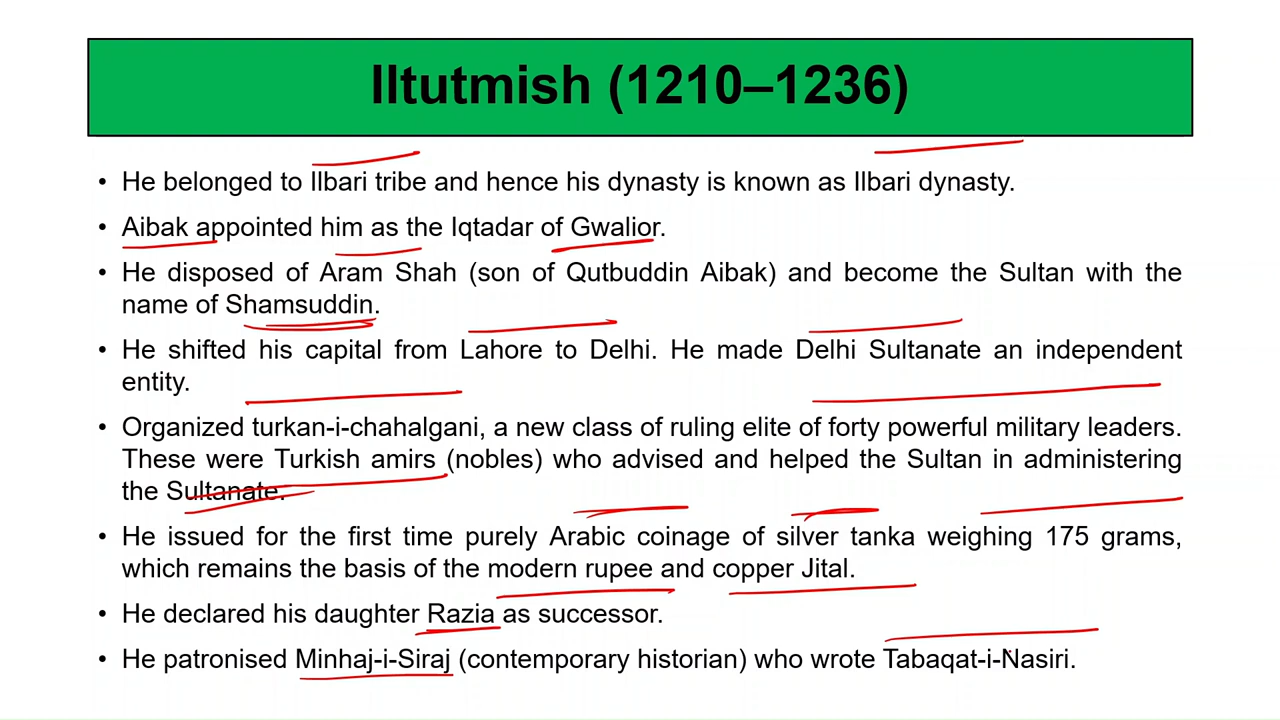 Iltutmish (1210–1236)
• He belonged to Ilbari tribe and hence his dynasty is known as Ilbari dynasty.
• Aibak appointed him as the Iqtadar of Gwalior.
• He disposed of Aram Shah (son of Qutbuddin Aibak) and become the Sultan with the
name of Shamsuddin.
• He shifted his capital from Lahore to Delhi. He made Delhi Sultanate an independent
entity.
• Organized turkan-i-chahalgani, a new class of ruling elite of forty powerful military leaders.
These were Turkish amirs (nobles) who advised and helped the Sultan in administering
the Sultanate.
• He issued for the first time purely Arabic coinage of silver tanka weighing 175 grams,
which remains the basis of the modern rupee and copper Jital.
• He declared his daughter Razia as successor.
• He patronised Minhaj-i-Siraj (contemporary historian) who wrote Tabaqat-i-Nasiri.